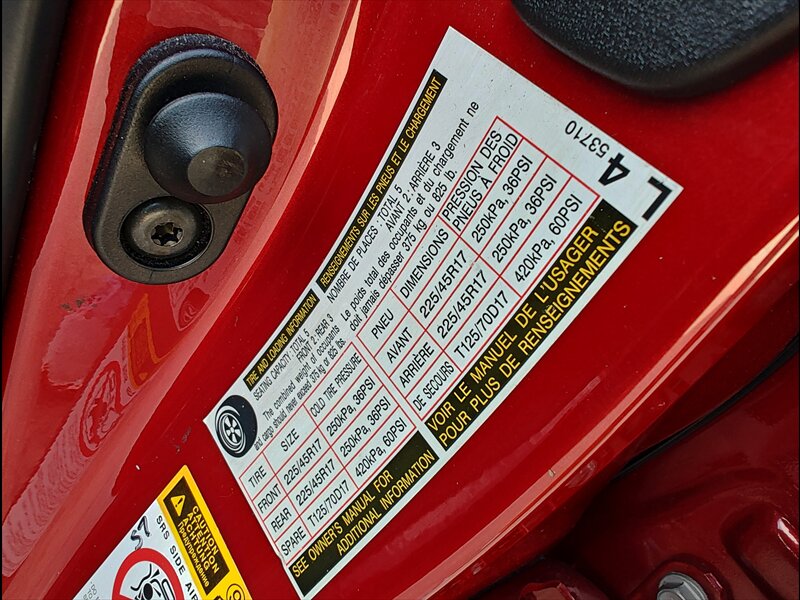 TIRE AND LOADING INFORMATION
SEATING CAPACITY: TOTAL 5
FRONT 2: REAR 3
The combined weight of occupants
and cargo should never exceed 375 kg or 825 lbs.
TIRE SIZE COLD TIRE PRESSURE
FRONT 225/45R17 250kPa, 36PSI
REAR 225/45R17 250kPa, 36PSI
SPARE T125/70D17 420kPa, 60PSI
SEE OWNER'S MANUAL FOR
ADDITIONAL INFORMATION
RENSEIGNEMENTS SUR LES PNEUS ET LE CHARGEMENT
NOMBRE DE PLACES : TOTAL 5
AVANT 2 : ARRIÈRE 3
Le poids total des occupants et du chargement ne
doit jamais dépasser 375 kg ou 825 lb.
PNEU DIMENSIONS PRESSION DES
PNEUS À FROID
AVANT 225/45R17 250kPa, 36PSI
ARRIÈRE 225/45R17 250kPa, 36PSI
DE SECOURS T125/70D17 420kPa, 60PSI
VOIR LE MANUEL DE L'USAGER
POUR PLUS DE RENSEIGNEMENTS
53710
4
L
CAUTION
ATTENTION
ACHTUNG
SRS SIDE AIR
57